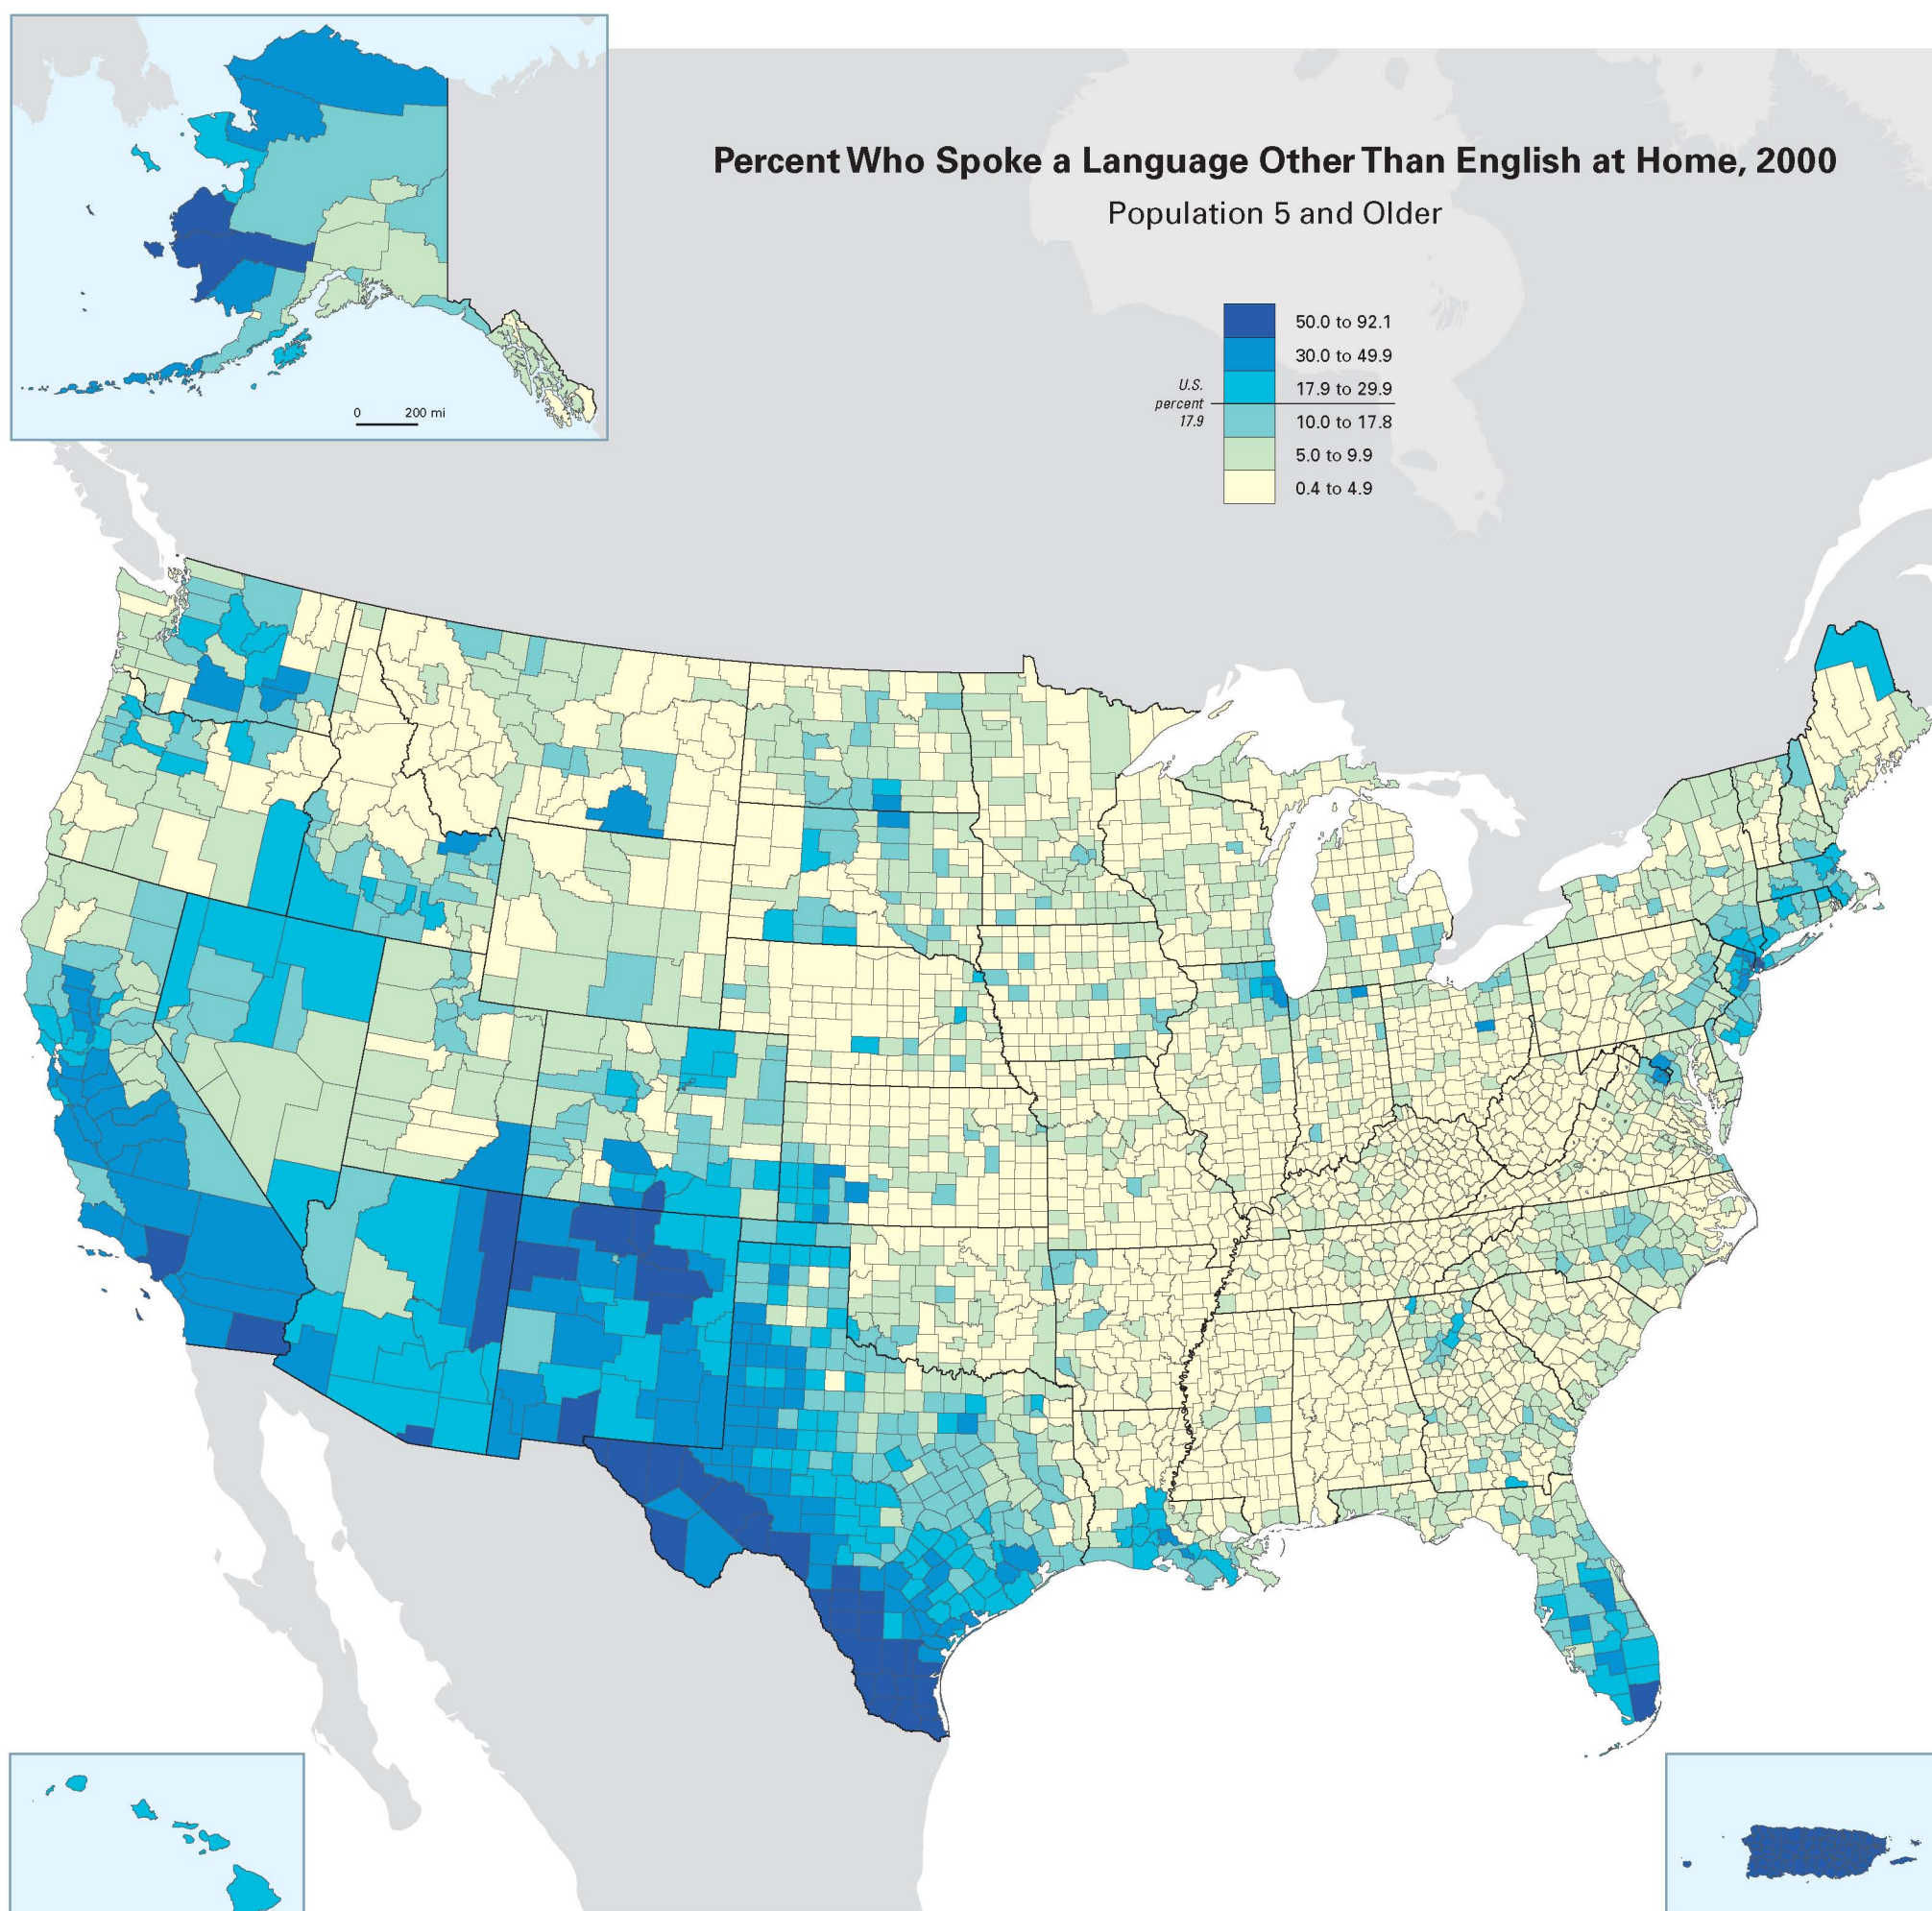 Percent Who Spoke a Language Other Than English at Home, 2000
Population 5 and Older
50.0 to 92.1
30.0 to 49.9
17.9 to 29.9
10.0 to 17.8
5.0 to 9.9
0.4 to 4.9
U.S.
percent
17.9
0 200 mi